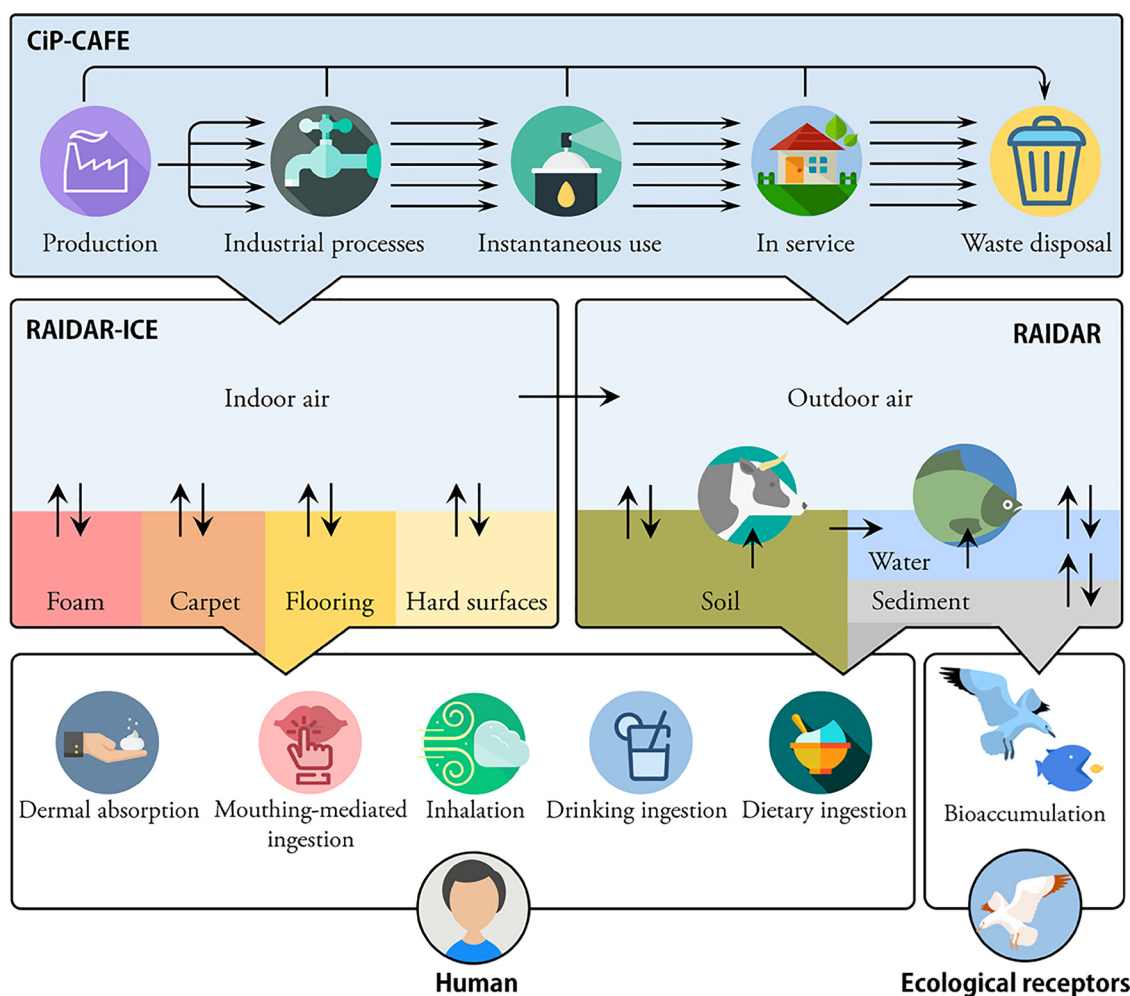 CiP-CAFE
Production
Industrial processes
Instantaneous use
In service
Waste disposal
RAIDAR-ICE
RAIDAR
Indoor air
Outdoor air
Foam
Carpet
Flooring
Hard surfaces
Soil
Water
Sediment
Dermal absorption
Mouthing-mediated
ingestion
Inhalation
Drinking ingestion
Dietary ingestion
Bioaccumulation
Human
Ecological receptors